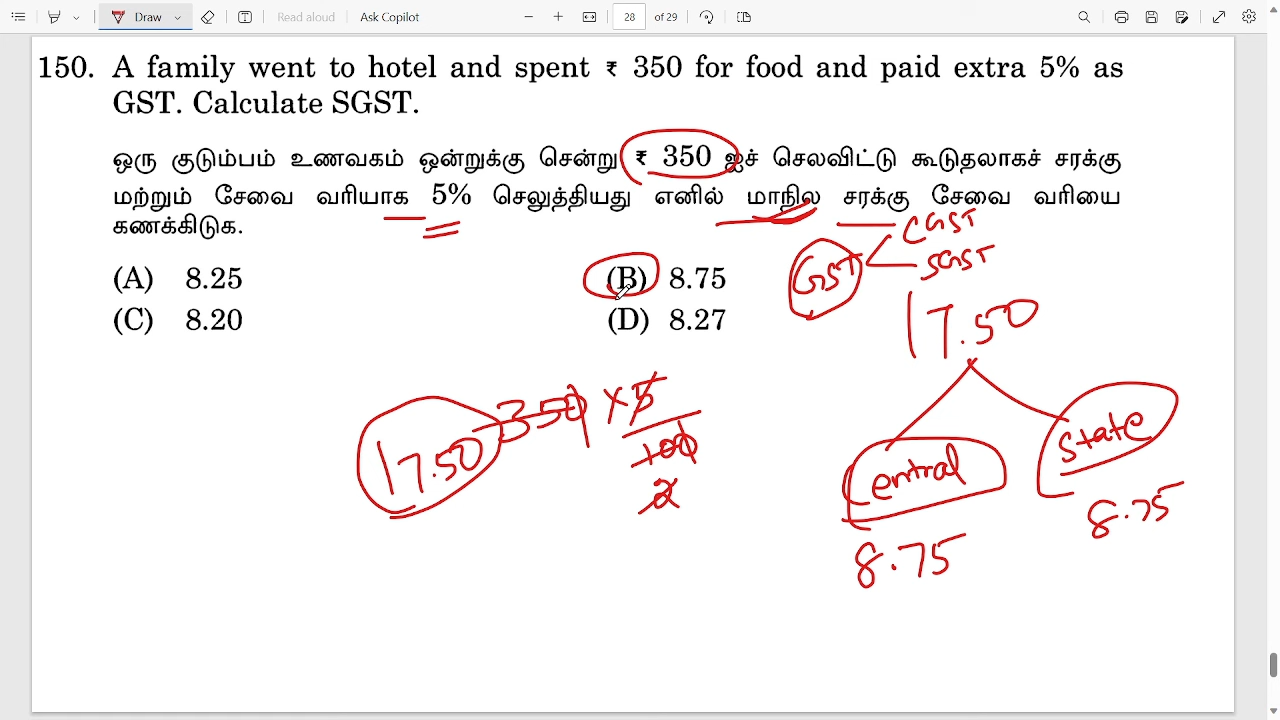 Draw
Read aloud
Ask Copilot
28 of 29
150. A family went to hotel and spent ₹ 350 for food and paid extra 5% as
GST. Calculate SGST.
ஒரு குடும்பம் உணவகம் ஒன்றுக்கு சென்று ₹ 350 ஐச் செலவிட்டு கூடுதலாகச் சரக்கு
மற்றும் சேவை வரியாக 5% செலுத்தியது எனில் மாநில சரக்கு சேவை வரியை
கணக்கிடுக.
CGST
GST
SGST
(A) 8.25 (B) 8.75
(C) 8.20 (D) 8.27
17.50
350 × 5
100
2
17.50
Central
State
8.75
8.75